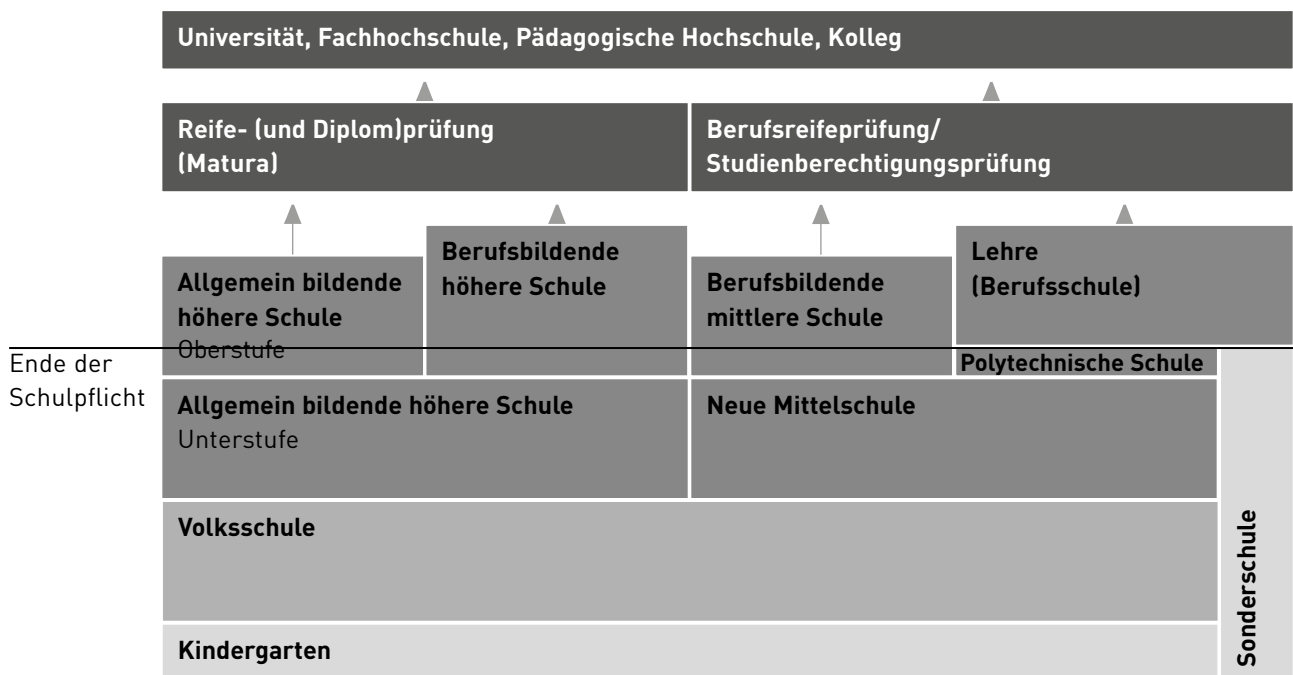 Universität, Fachhochschule, Pädagogische Hochschule, Kolleg
Reife- (und Diplom)prüfung
(Matura)
Berufsreifeprüfung/
Studienberechtigungsprüfung
Allgemein bildende
höhere Schule
Oberstufe
Berufsbildende
höhere Schule
Berufsbildende
mittlere Schule
Lehre
(Berufsschule)
Ende der
Schulpflicht
Polytechnische Schule
Allgemein bildende höhere Schule
Unterstufe
Neue Mittelschule
Volksschule
Kindergarten
Sonderschule